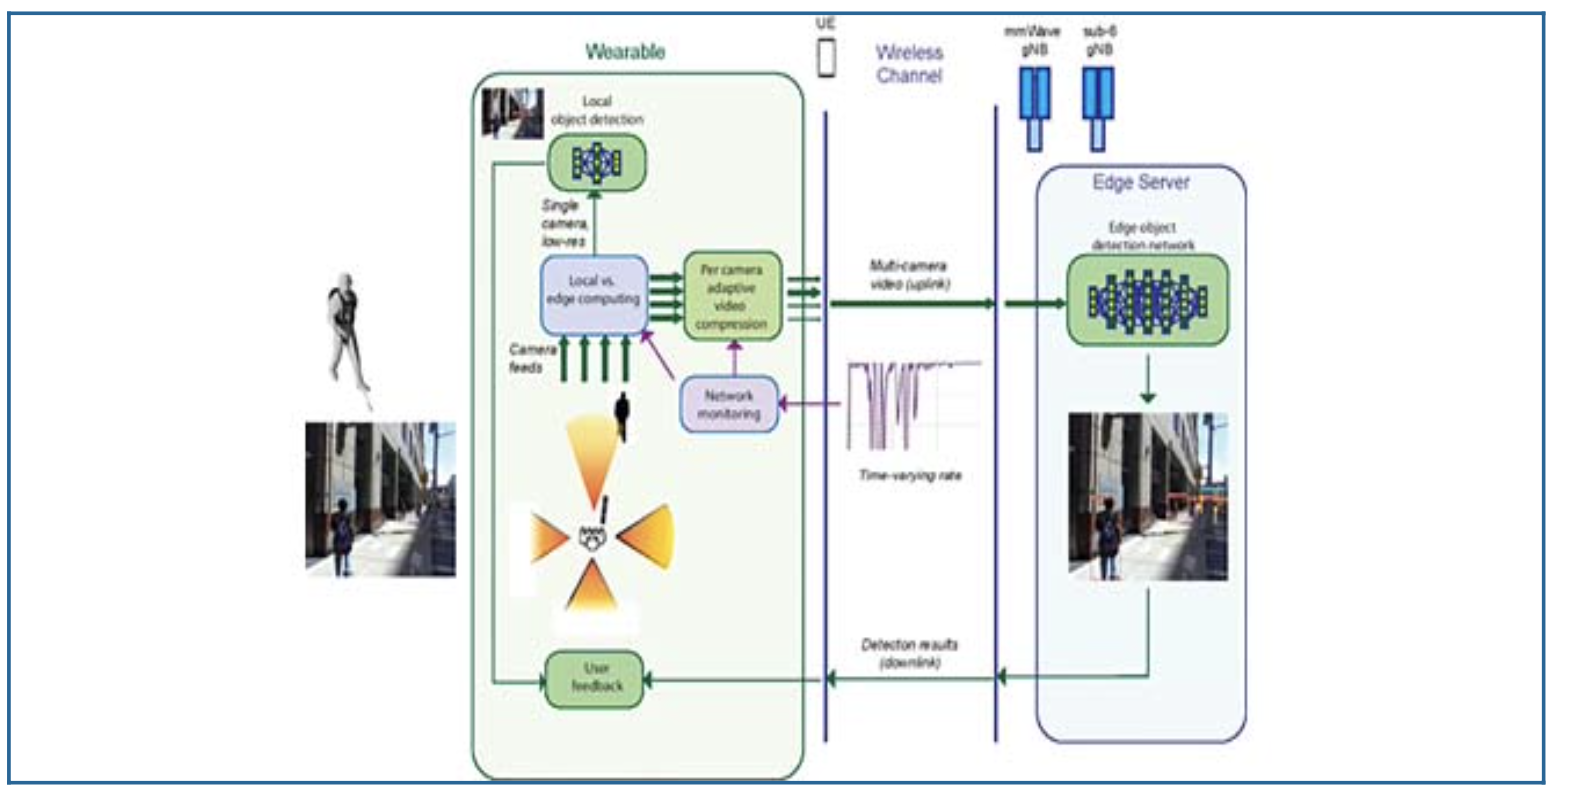 UE
mmWave
gNB
sub-6
gNB
Wearable
Wireless
Channel
Local
object detection
Edge Server
Single
camera,
low-res
Edge object
detection network
Local vs.
edge computing
Per camera
adaptive
video
compression
Multi-camera
video (uplink)
Camera
feeds
Network
monitoring
Time-varying rate
Detecton results
(downlink)
User
feedback